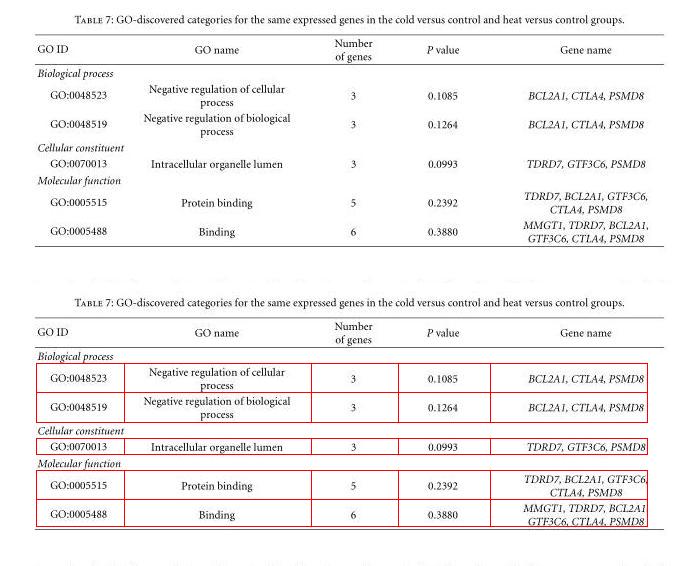 TABLE 7: GO-discovered categories for the same expressed genes in the cold versus control and heat versus control groups.
GO ID GO name Number of genes P value Gene name
Biological process
GO:0048523 Negative regulation of cellular process 3 0.1085 BCL2A1, CTLA4, PSMD8
GO:0048519 Negative regulation of biological process 3 0.1264 BCL2A1, CTLA4, PSMD8
Cellular constituent
GO:0070013 Intracellular organelle lumen 3 0.0993 TDRD7, GTF3C6, PSMD8
Molecular function
GO:0005515 Protein binding 5 0.2392 TDRD7, BCL2A1, GTF3C6, CTLA4, PSMD8
GO:0005488 Binding 6 0.3880 MMGT1, TDRD7, BCL2A1, GTF3C6, CTLA4, PSMD8
TABLE 7: GO-discovered categories for the same expressed genes in the cold versus control and heat versus control groups.
GO ID GO name Number of genes P value Gene name
Biological process
GO:0048523 Negative regulation of cellular process 3 0.1085 BCL2A1, CTLA4, PSMD8
GO:0048519 Negative regulation of biological process 3 0.1264 BCL2A1, CTLA4, PSMD8
Cellular constituent
GO:0070013 Intracellular organelle lumen 3 0.0993 TDRD7, GTF3C6, PSMD8
Molecular function
GO:0005515 Protein binding 5 0.2392 TDRD7, BCL2A1, GTF3C6, CTLA4, PSMD8
GO:0005488 Binding 6 0.3880 MMGT1, TDRD7, BCL2A1 GTF3C6, CTLA4, PSMD8